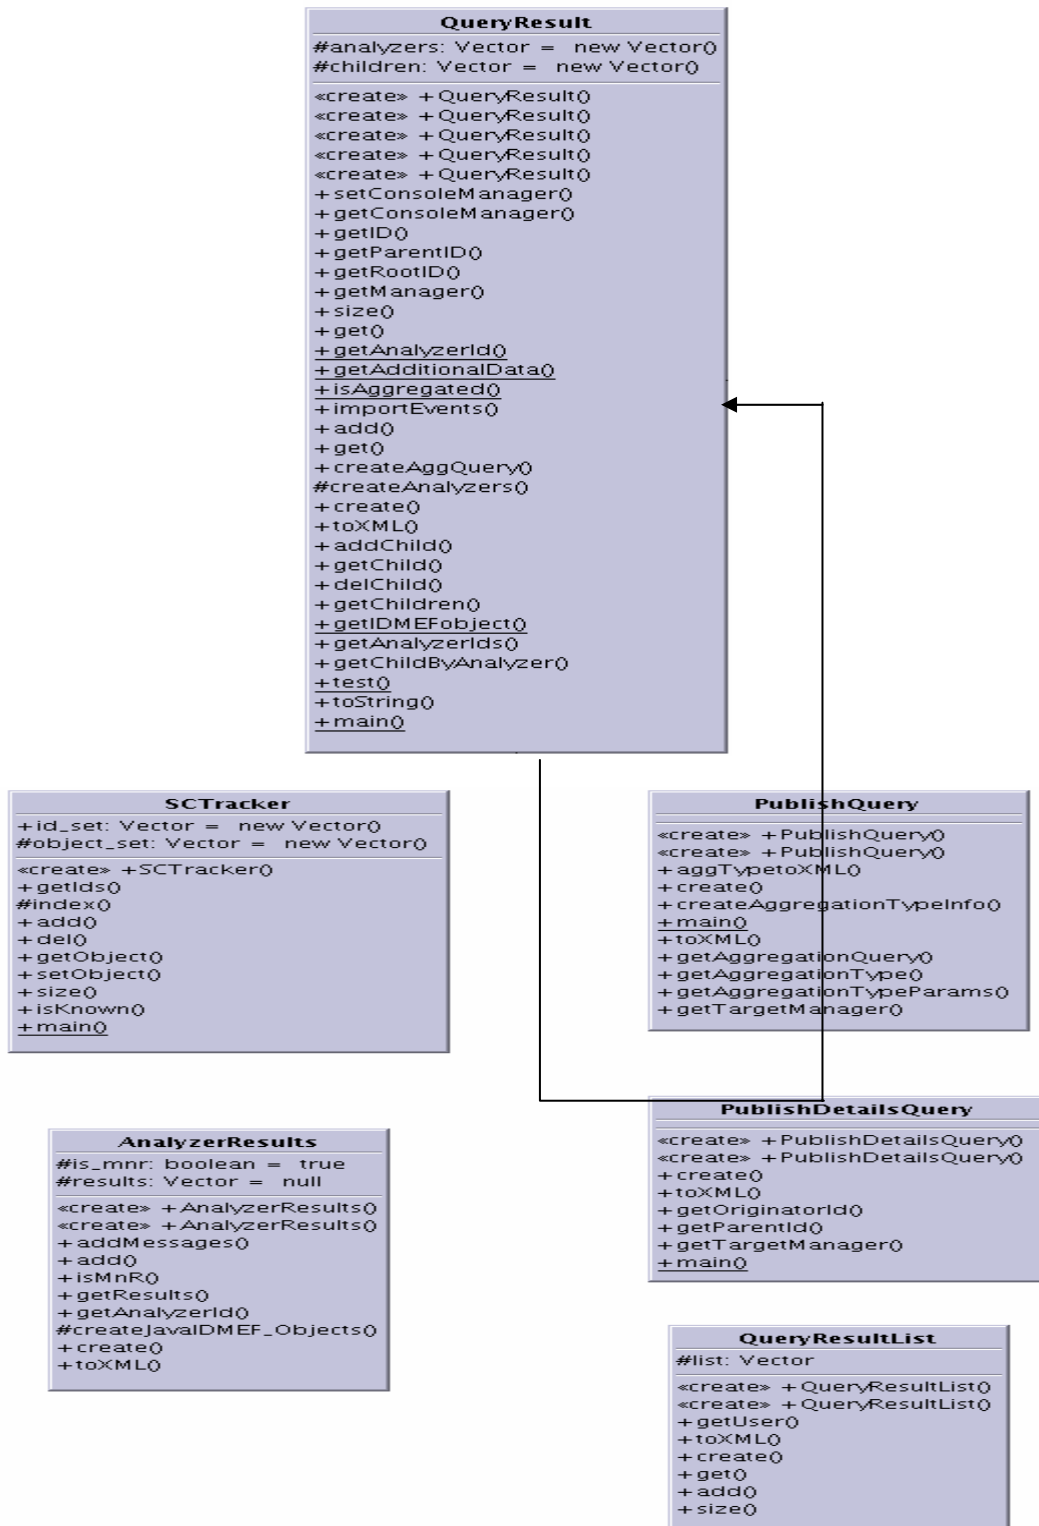 QueryResult
#analyzers: Vector = new Vector()
#children: Vector = new Vector()
«create» +QueryResult()
«create» +QueryResult()
«create» +QueryResult()
«create» +QueryResult()
«create» +QueryResult()
+setConsoleManager()
+getConsoleManager()
+getID()
+getParentID()
+getRootID()
+getManager()
+size()
+get()
+getAnalyzerId()
+getAdditionalData()
+isAggregated()
+importEvents()
+add()
+get()
+createAggQuery()
#createAnalyzers()
+create()
+toXML()
+addChild()
+getChild()
+delChild()
+getChildren()
+getIDMEFobject()
+getAnalyzerIds()
+getChildByAnalyzer()
+test()
+toString()
+main()
SCTracker
+id_set: Vector = new Vector()
#object_set: Vector = new Vector()
«create» +SCTracker()
+getIds()
#index()
+add()
+del()
+getObject()
+setObject()
+size()
+isKnown()
+main()
PublishQuery
«create» +PublishQuery()
«create» +PublishQuery()
+aggTypetoXML()
+create()
+createAggregationTypeInfo()
+main()
+toXML()
+getAggregationQuery()
+getAggregationType()
+getAggregationTypeParams()
+getTargetManager()
AnalyzerResults
#is_mnr: boolean = true
#results: Vector = null
«create» +AnalyzerResults()
«create» +AnalyzerResults()
+addMessages()
+add()
+isMnR()
+getResults()
+getAnalyzerId()
#createJavaIDMEF_Objects()
+create()
+toXML()
PublishDetailsQuery
«create» +PublishDetailsQuery()
«create» +PublishDetailsQuery()
+create()
+toXML()
+getOriginatorId()
+getParentId()
+getTargetManager()
+main()
QueryResultList
#list: Vector
«create» +QueryResultList()
«create» +QueryResultList()
+getUser()
+toXML()
+create()
+get()
+add()
+size()